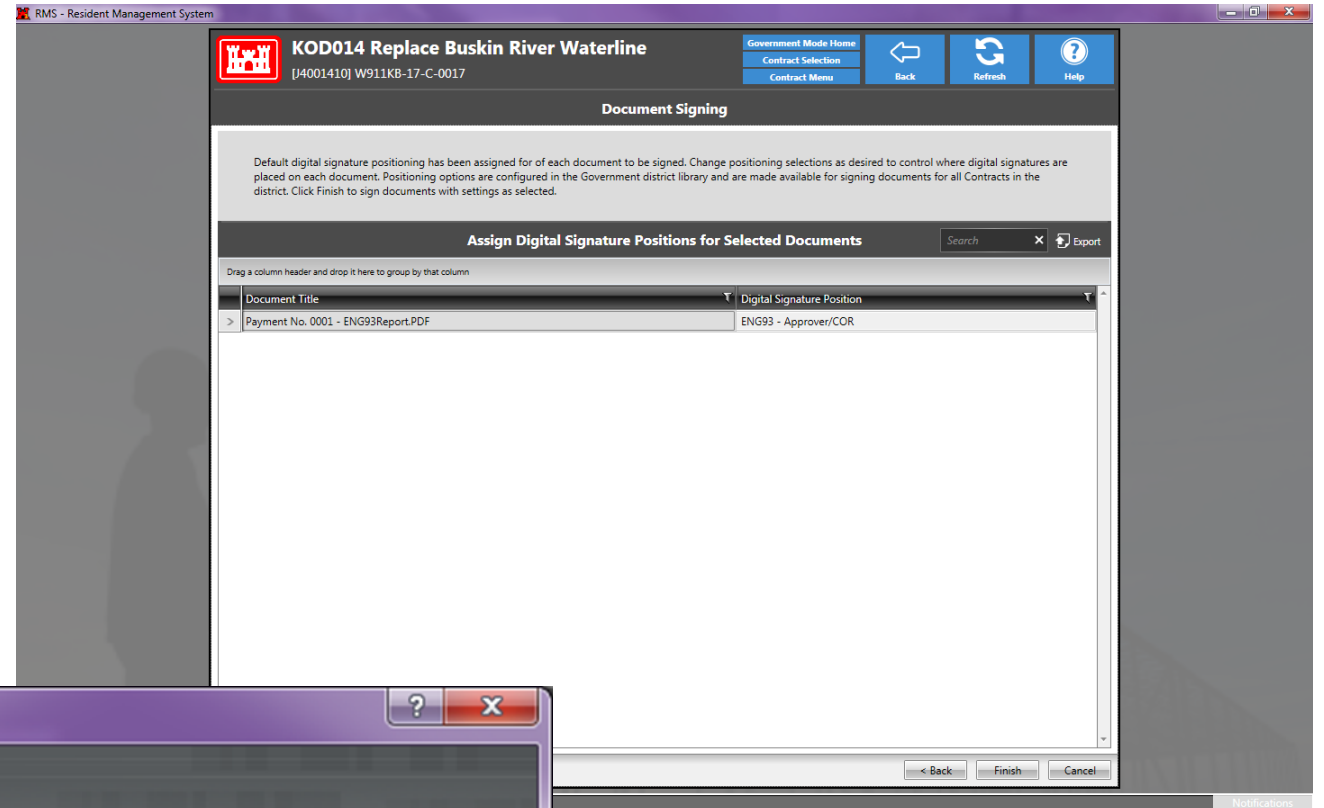 RMS - Resident Management System
KOD014 Replace Buskin River Waterline
[J4001410] W911KB-17-C-0017
Government Mode Home
Contract Selection
Contract Menu
Back
Refresh
? Help
Document Signing
Default digital signature positioning has been assigned for of each document to be signed. Change positioning selections as desired to control where digital signatures are
placed on each document. Positioning options are configured in the Government district library and are made available for signing documents for all Contracts in the
district. Click Finish to sign documents with settings as selected.
Assign Digital Signature Positions for Selected Documents
Search
Export
Drag a column header and drop it here to group by that column
Document Title
Digital Signature Position
Payment No. 0001 - ENG93Report.PDF
ENG93 - Approver/COR
< Back
Finish
Cancel
Notifications